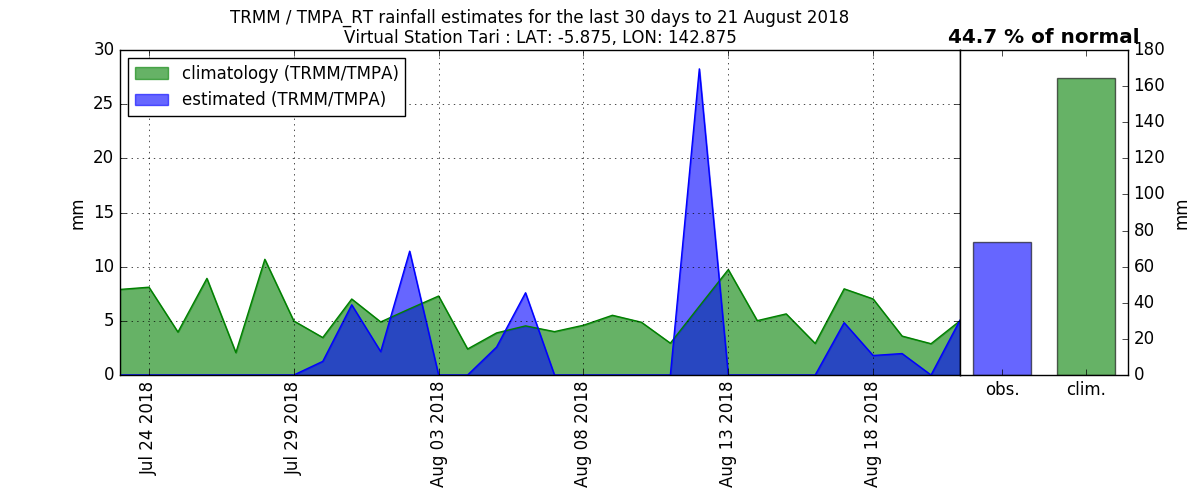 TRMM / TMPA_RT rainfall estimates for the last 30 days to 21 August 2018
Virtual Station Tari : LAT: -5.875, LON: 142.875
44.7 % of normal
climatology (TRMM/TMPA)
estimated (TRMM/TMPA)
mm
30
25
20
15
10
5
0
Jul 24 2018
Jul 29 2018
Aug 03 2018
Aug 08 2018
Aug 13 2018
Aug 18 2018
obs.
clim.
180
160
140
120
100
80
60
40
20
0
mm